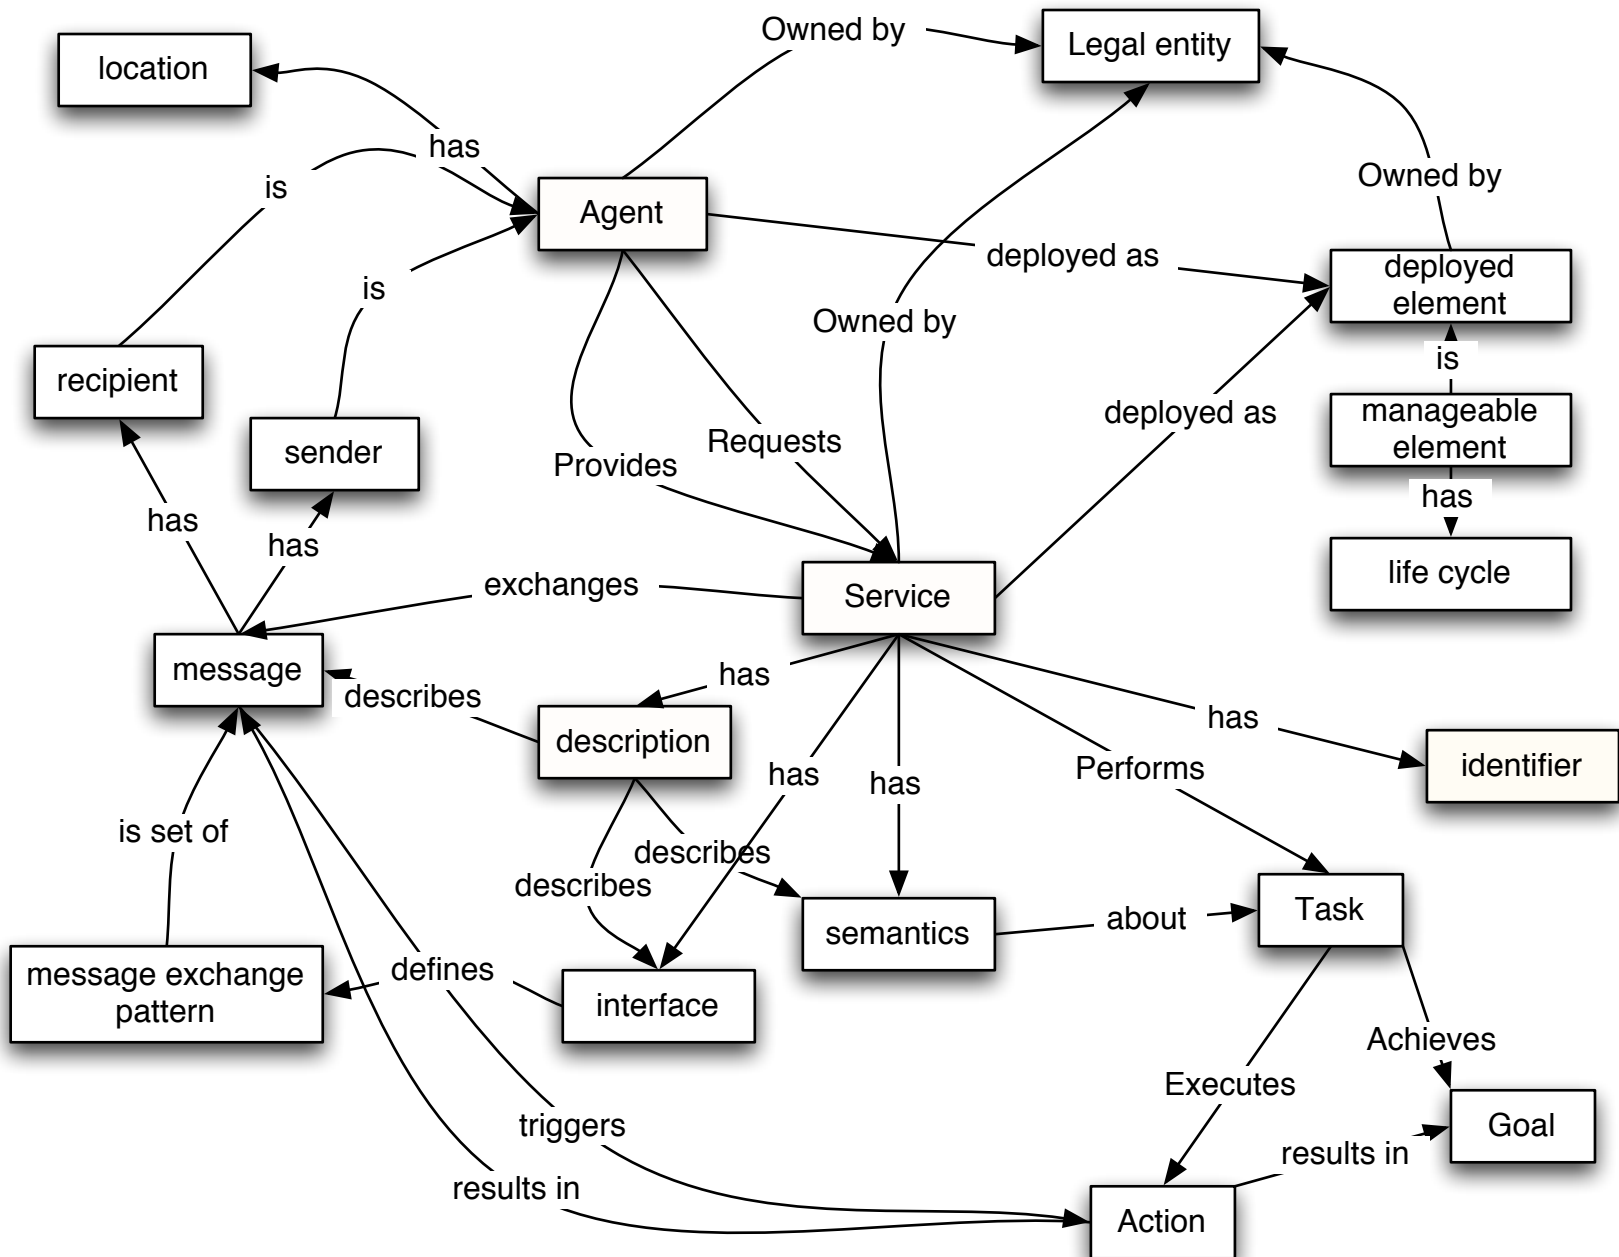 Owned by
Legal entity
location
has
Agent
is
Owned by
deployed as
deployed
element
is
Owned by
is
recipient
sender
deployed as
manageable
element
Requests
Provides
has
has
has
life cycle
exchanges
Service
message
has
describes
description
has
identifier
has
has
Performs
is set of
describes
describes
semantics
about
Task
message exchange
pattern
defines
interface
Achieves
Executes
triggers
Goal
results in
results in
Action